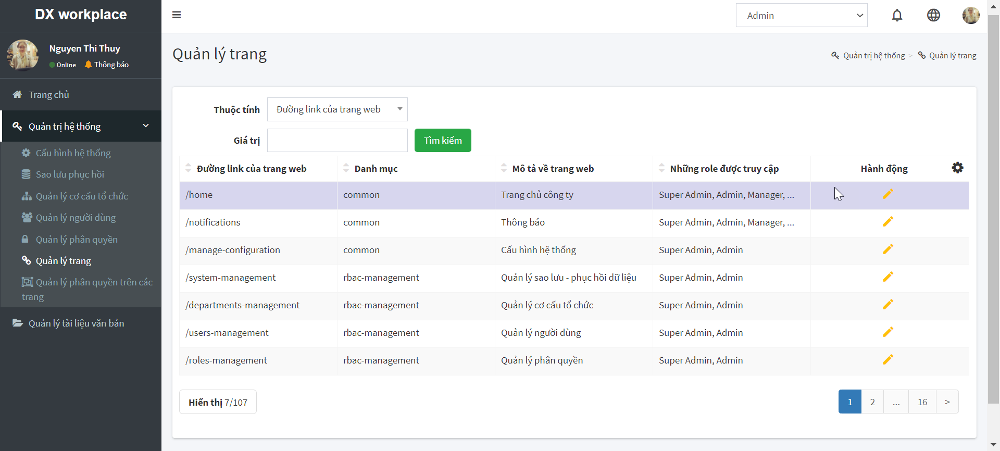 DX workplace
Admin
Nguyen Thi Thuy
Online Thông báo
Trang chủ
Quản trị hệ thống
Cấu hình hệ thống
Sao lưu phục hồi
Quản lý cơ cấu tổ chức
Quản lý người dùng
Quản lý phân quyền
Quản lý trang
Quản lý phân quyền trên các
trang
Quản lý tài liệu văn bản
Quản lý trang
Quản trị hệ thống > Quản lý trang
Thuộc tính Đường link của trang web
Giá trị Tìm kiếm
Đường link của trang web Danh mục Mô tả về trang web Những role được truy cập Hành động
/home common Trang chủ công ty Super Admin, Admin, Manager, ...
/notifications common Thông báo Super Admin, Admin, Manager, ...
/manage-configuration common Cấu hình hệ thống Super Admin, Admin
/system-management rbac-management Quản lý sao lưu - phục hồi dữ liệu Super Admin, Admin
/departments-management rbac-management Quản lý cơ cấu tổ chức Super Admin, Admin
/users-management rbac-management Quản lý người dùng Super Admin, Admin
/roles-management rbac-management Quản lý phân quyền Super Admin, Admin
Hiển thị 7/107
1 2 ... 16 >